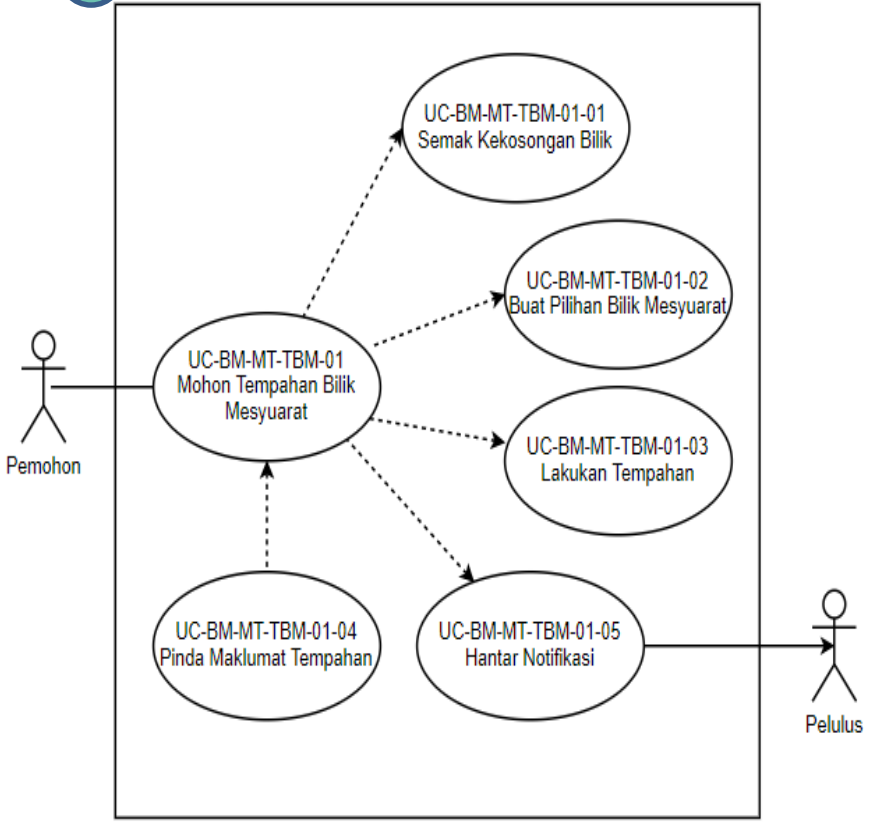 UC-BM-MT-TBM-01-01
Semak Kekosongan Bilik
UC-BM-MT-TBM-01-02
Buat Pilihan Bilik Mesyuarat
UC-BM-MT-TBM-01
Mohon Tempahan Bilik
Mesyuarat
Pemohon
UC-BM-MT-TBM-01-03
Lakukan Tempahan
UC-BM-MT-TBM-01-04
Pinda Maklumat Tempahan
UC-BM-MT-TBM-01-05
Hantar Notifikasi
Pelulus